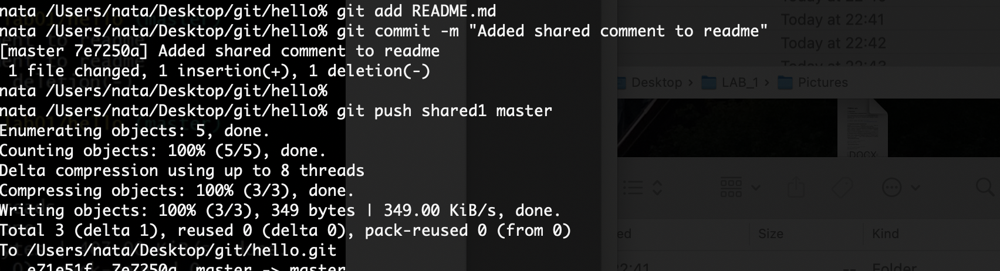 nata /Users/nata/Desktop/git/hello% git add README.md
nata /Users/nata/Desktop/git/hello% git commit -m "Added shared comment to readme"
[master 7e7250a] Added shared comment to readme
 1 file changed, 1 insertion(+), 1 deletion(-)
nata /Users/nata/Desktop/git/hello%
nata /Users/nata/Desktop/git/hello% git push shared1 master
Enumerating objects: 5, done.
Counting objects: 100% (5/5), done.
Delta compression using up to 8 threads
Compressing objects: 100% (3/3), done.
Writing objects: 100% (3/3), 349 bytes | 349.00 KiB/s, done.
Total 3 (delta 1), reused 0 (delta 0), pack-reused 0 (from 0)
To /Users/nata/Desktop/git/hello.git
e71e51f..7e7250a master -> master
Today at 22:41
Today at 22:42
Today at 22:43
Desktop › LAB_1 › Pictures
DOCX
Size
Kind
Folder